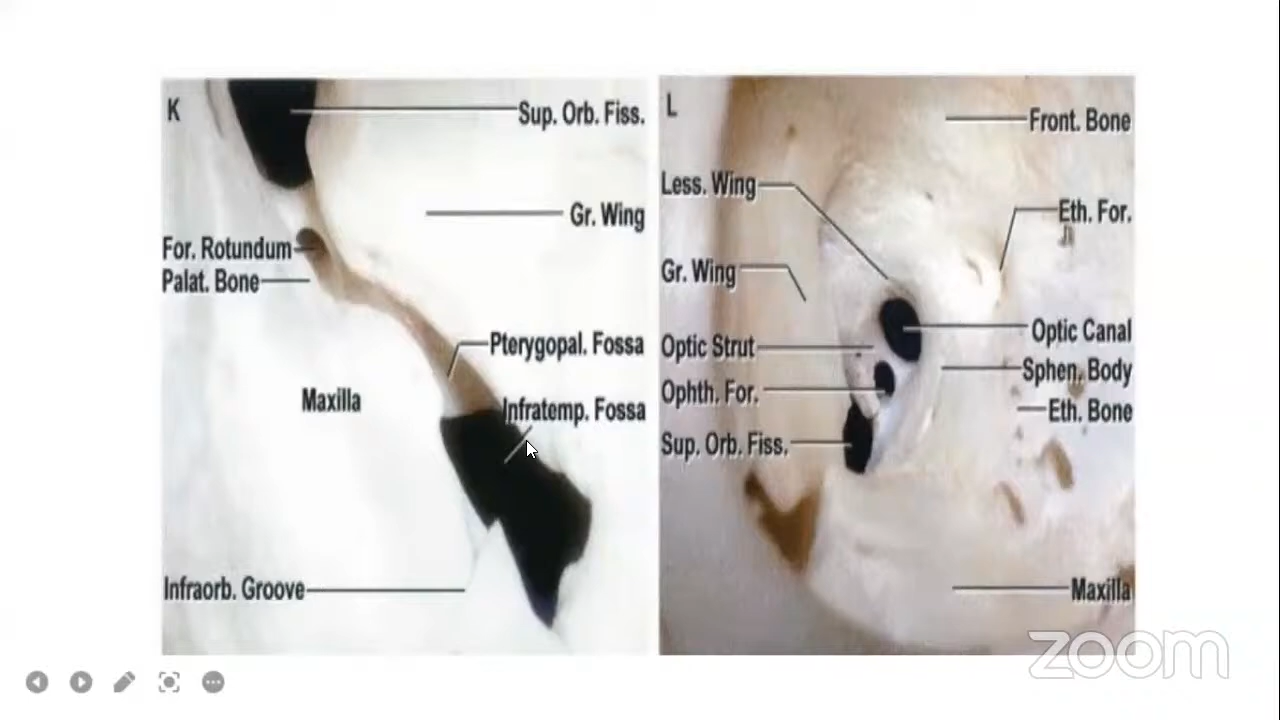 K
Sup. Orb. Fiss.
Gr. Wing
For. Rotundum
Palat. Bone
Pterygopal. Fossa
Maxilla
Infratemp. Fossa
Infraorb. Groove
L
Front. Bone
Less. Wing
Eth. For.
Gr. Wing
Optic Canal
Optic Strut
Sphen. Body
Ophth. For.
Eth. Bone
Sup. Orb. Fiss.
Maxilla
zoom